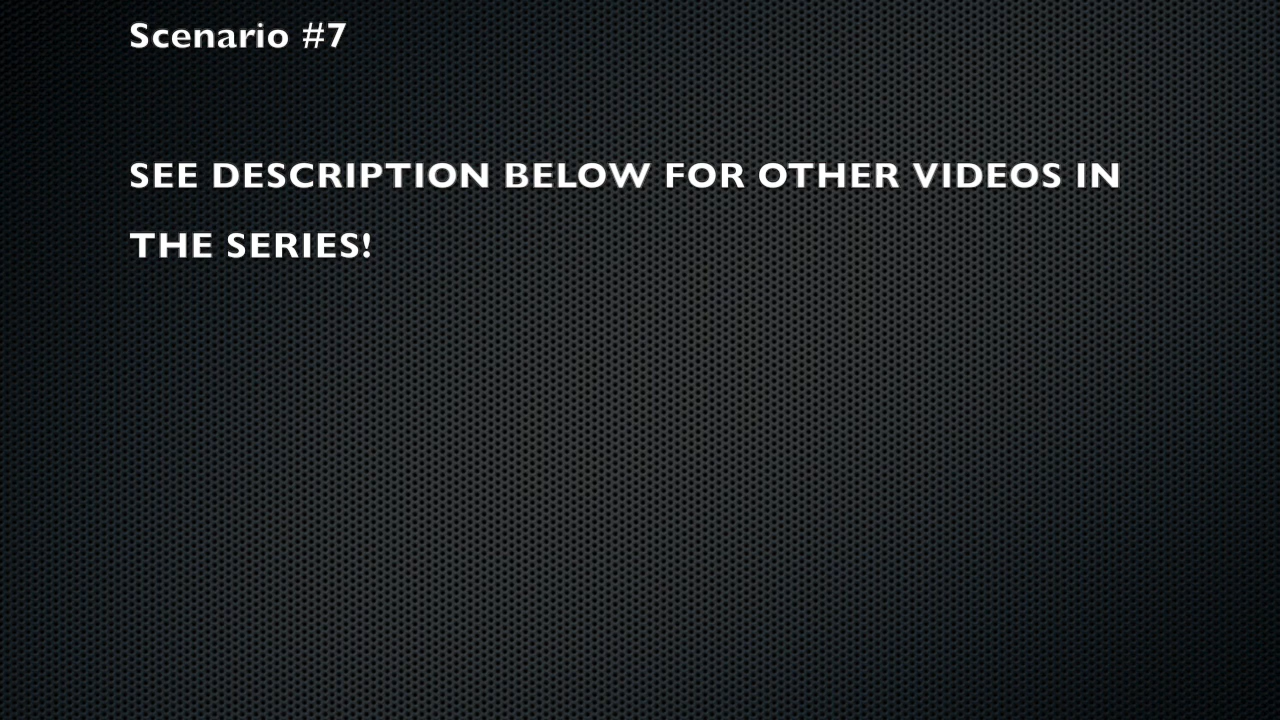 Scenario #7
SEE DESCRIPTION BELOW FOR OTHER VIDEOS IN
THE SERIES!